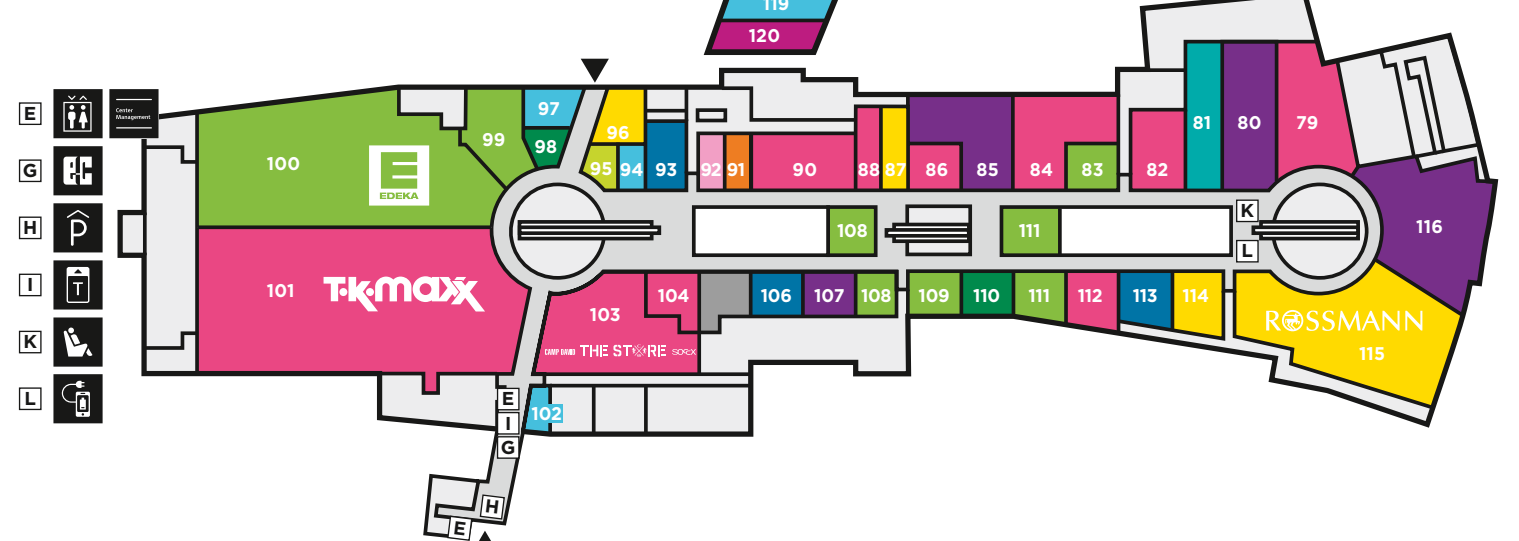 119
120
E
Center
Management
G
H
I
K
L
97
98
99
100
EDEKA
96
95
94
93
92
91
90
88
87
86
85
84
83
82
81
80
79
116
K
L
108
111
101
T·K·maxx
103
104
CAMP DAVID THE STORE SOCCX
106
107
108
109
110
111
112
113
114
ROSSMANN
115
102
E
I
G
H
E